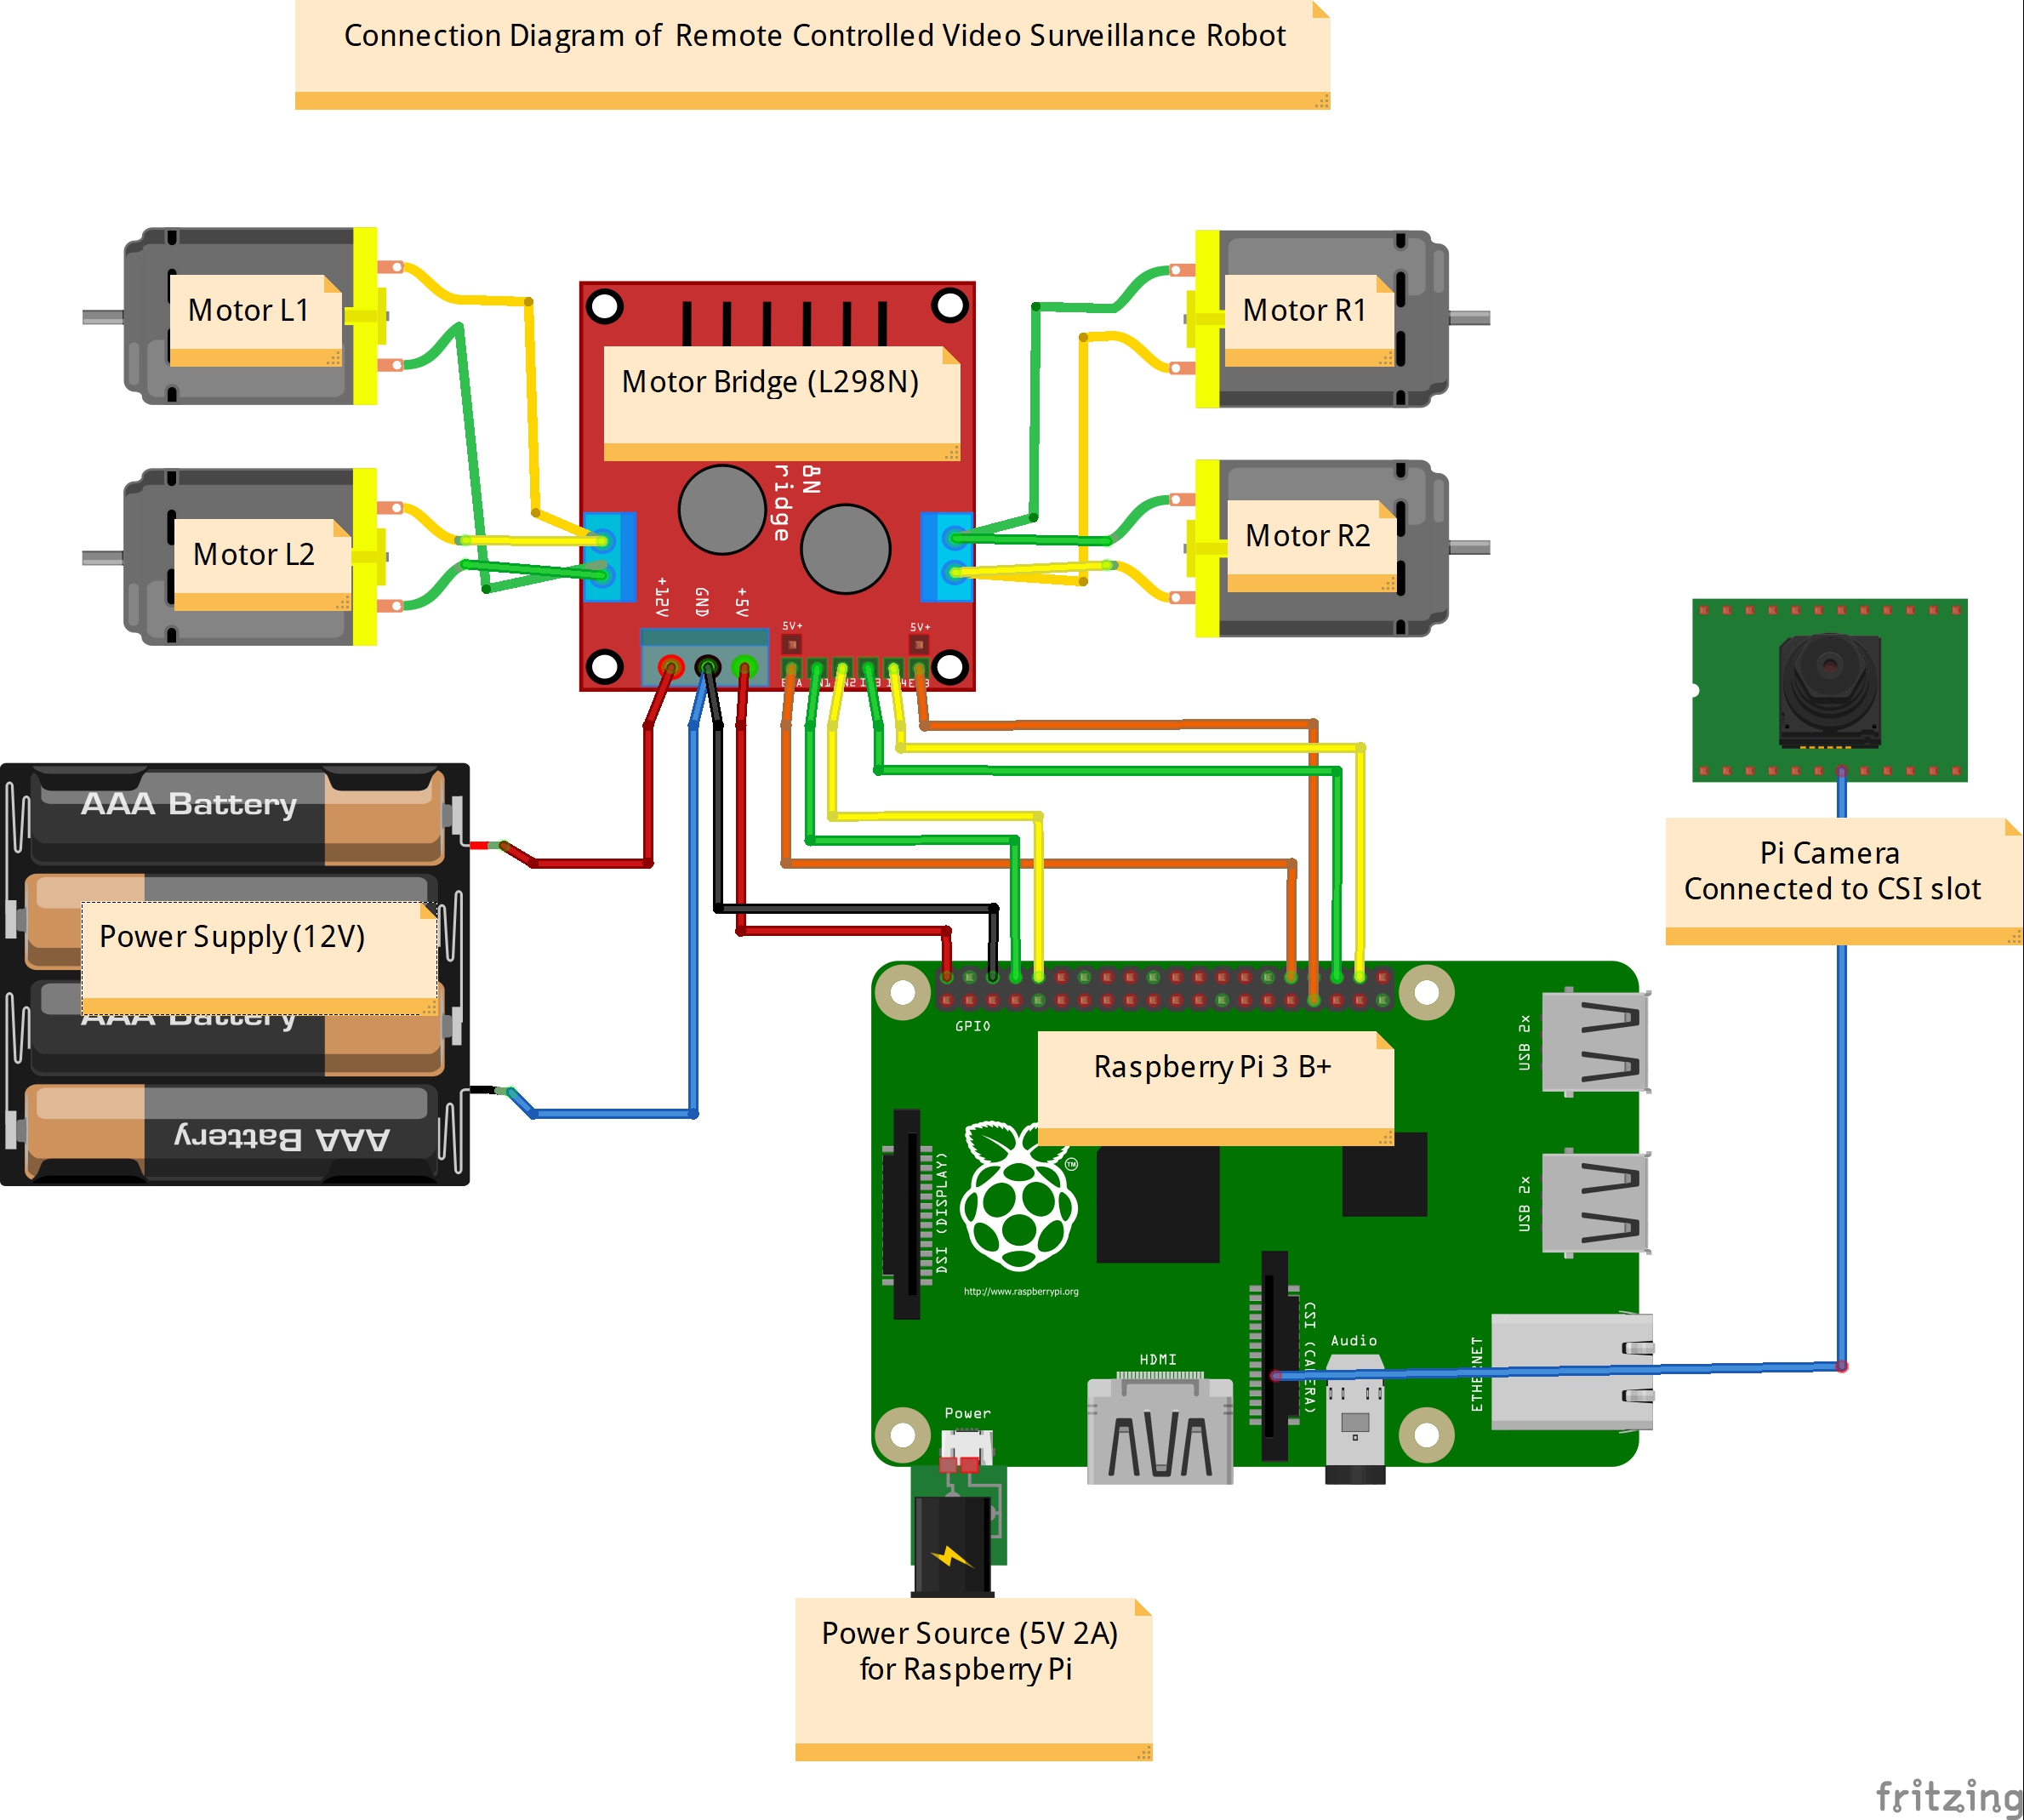 Connection Diagram of Remote Controlled Video Surveillance Robot
Motor L1
Motor Bridge (L298N)
Motor R1
Motor L2
Motor R2
8N
ridge
+12V
GND
+5V
5V+
5V+
AAA Battery
Power Supply (12V)
AAA Battery
AAA Battery
Pi Camera
Connected to CSI slot
GPIO
Raspberry Pi 3 B+
USB 2x
USB 2x
DSI (DISPLAY)
TM
http://www.raspberrypi.org
CSI (CAMERA)
Audio
HDMI
ETHERNET
Power
Power Source (5V 2A)
for Raspberry Pi
fritzing